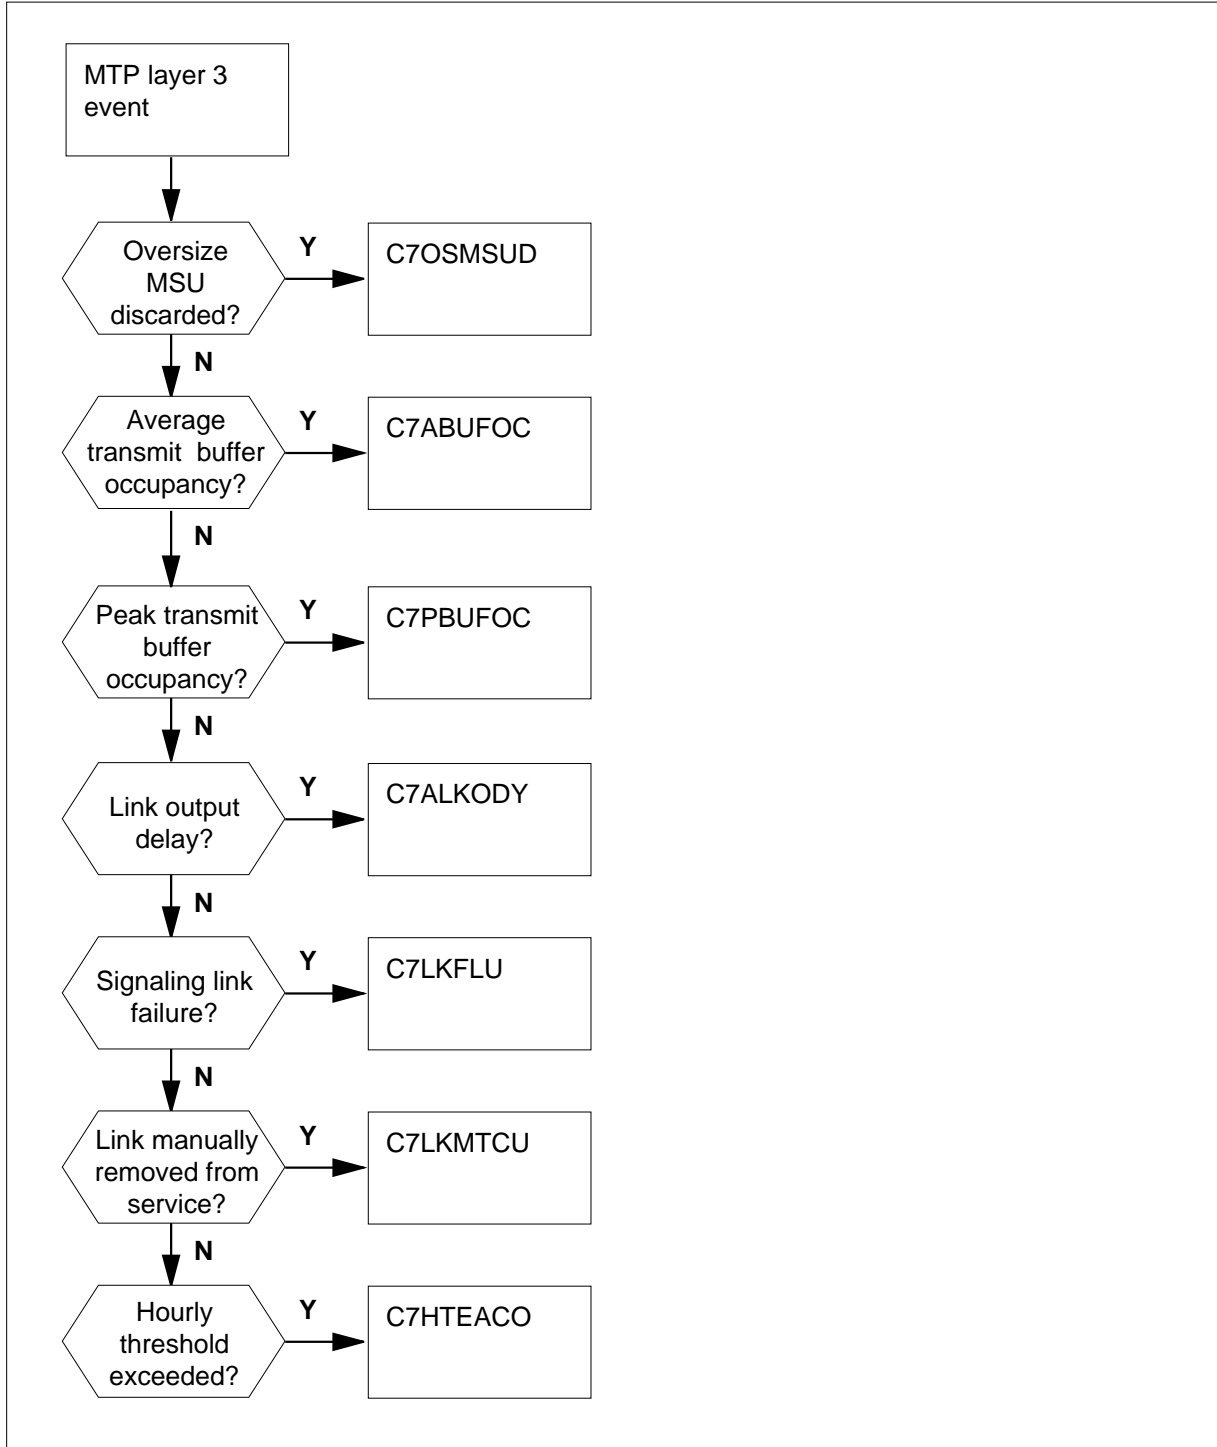 MTP layer 3
event
Oversize
MSU
discarded?
Y
C7OSMSUD
N
Average
transmit buffer
occupancy?
Y
C7ABUFOC
N
Peak transmit
buffer
occupancy?
Y
C7PBUFOC
N
Link output
delay?
Y
C7ALKODY
N
Signaling link
failure?
Y
C7LKFLU
N
Link manually
removed from
service?
Y
C7LKMTCU
N
Hourly
threshold
exceeded?
Y
C7HTEACO